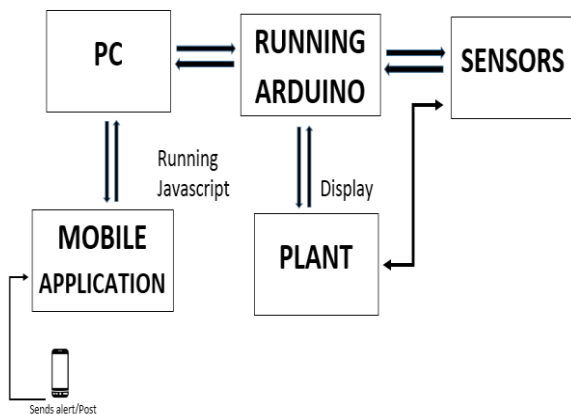 PC
RUNNING
ARDUINO
SENSORS
Running
Javascript
Display
MOBILE
APPLICATION
PLANT
Sends alert/Post